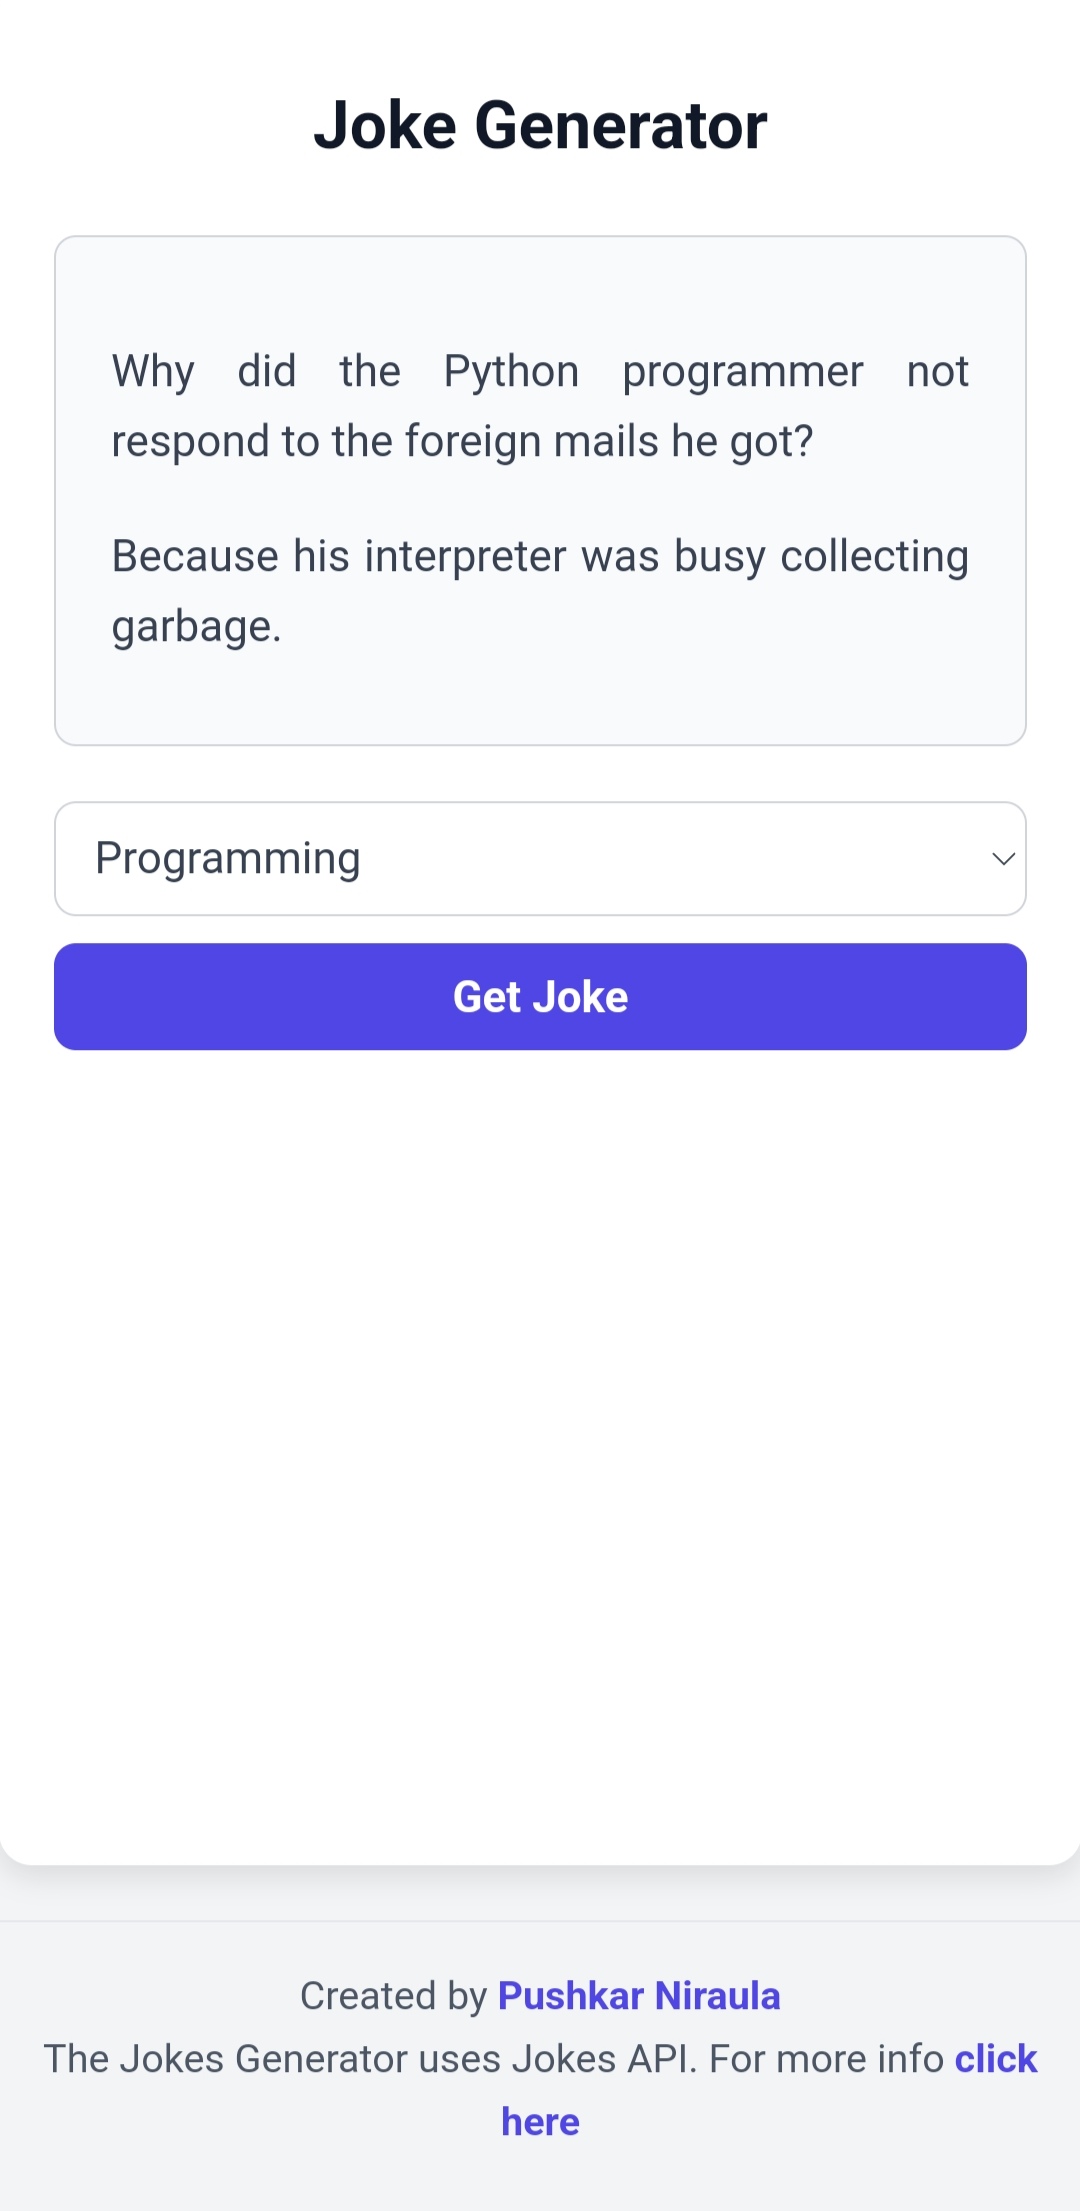 Joke Generator
Why did the Python programmer not
respond to the foreign mails he got?
Because his interpreter was busy collecting
garbage.
Programming
Get Joke
Created by Pushkar Niraula
The Jokes Generator uses Jokes API. For more info click
here